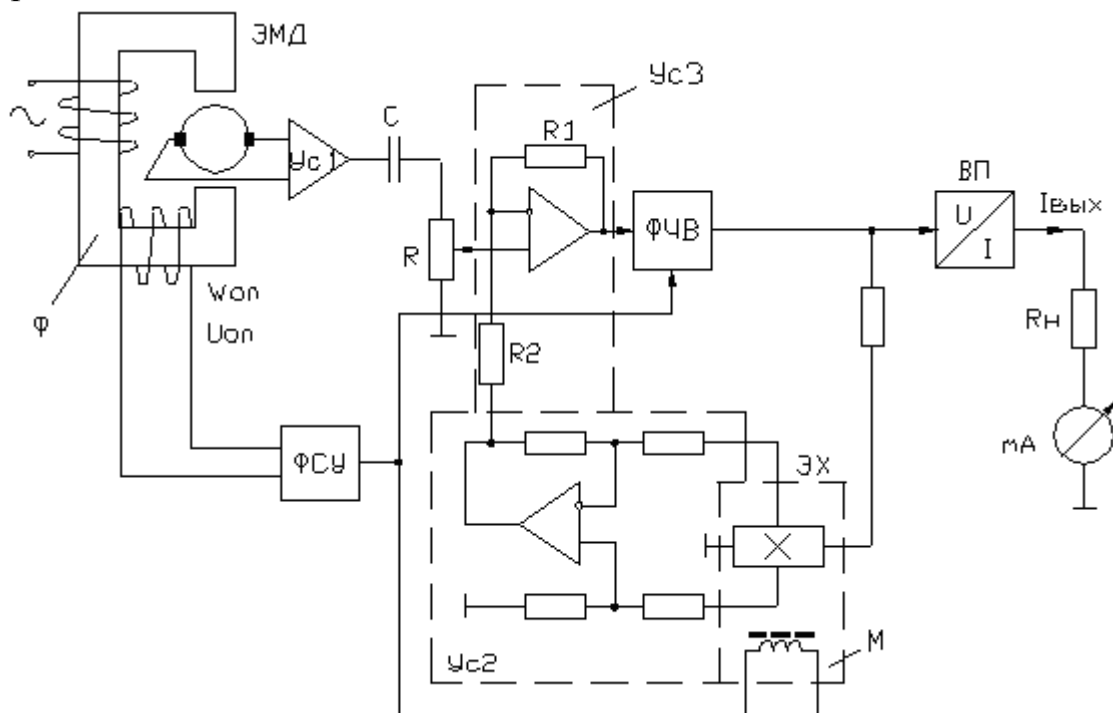 ЭМД
Ус3
С
R1
Ус1
ВП
Iвых
U
I
ФЧВ
R
Rн
Wоп
Uоп
φ
R2
mA
ФСУ
ЭХ
М
Ус2